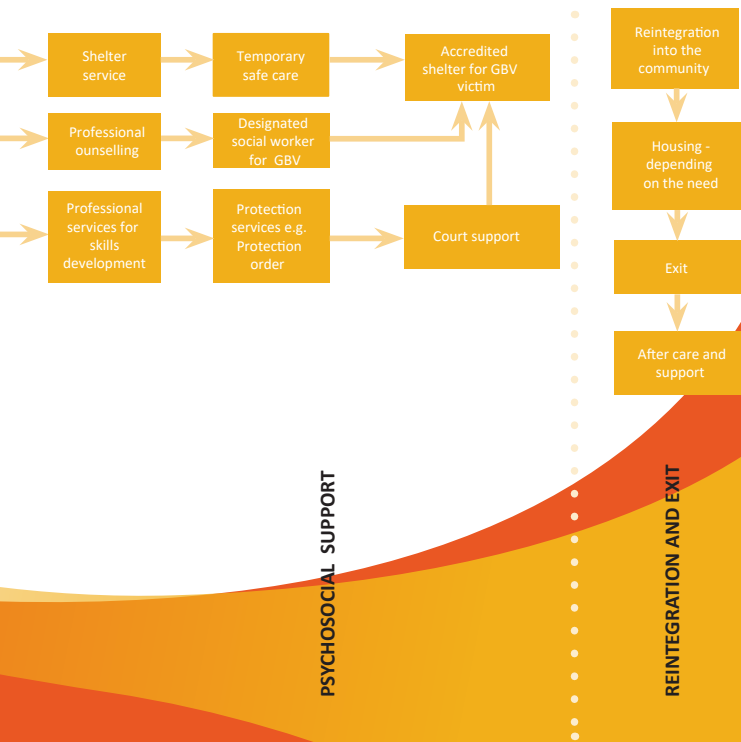 Shelter
service
Temporary
safe care
Accredited
shelter for GBV
victim
Professional
ounselling
Designated
social worker
for GBV
Professional
services for
skills
development
Protection
services e.g.
Protection
order
Court support
Reintegration
into the
community
Housing -
depending
on the need
Exit
After care and
support
PSYCHOSOCIAL SUPPORT
REINTEGRATION AND EXIT